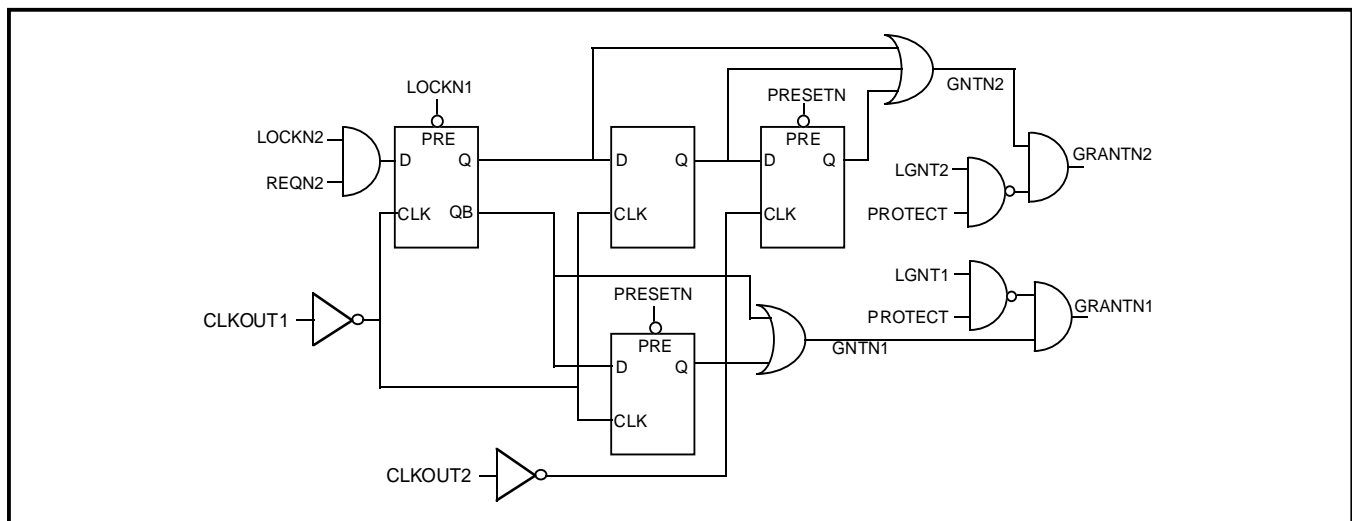 LOCKN1
PRESETN
GNTN2
LOCKN2
PRE
PRE
D Q
D Q
D Q
GRANTN2
LGNT2
REQN2
CLK QB
CLK
CLK
PROTECT
LGNT1
PRESETN
GRANTN1
CLKOUT1
PROTECT
PRE
GNTN1
D Q
CLK
CLKOUT2